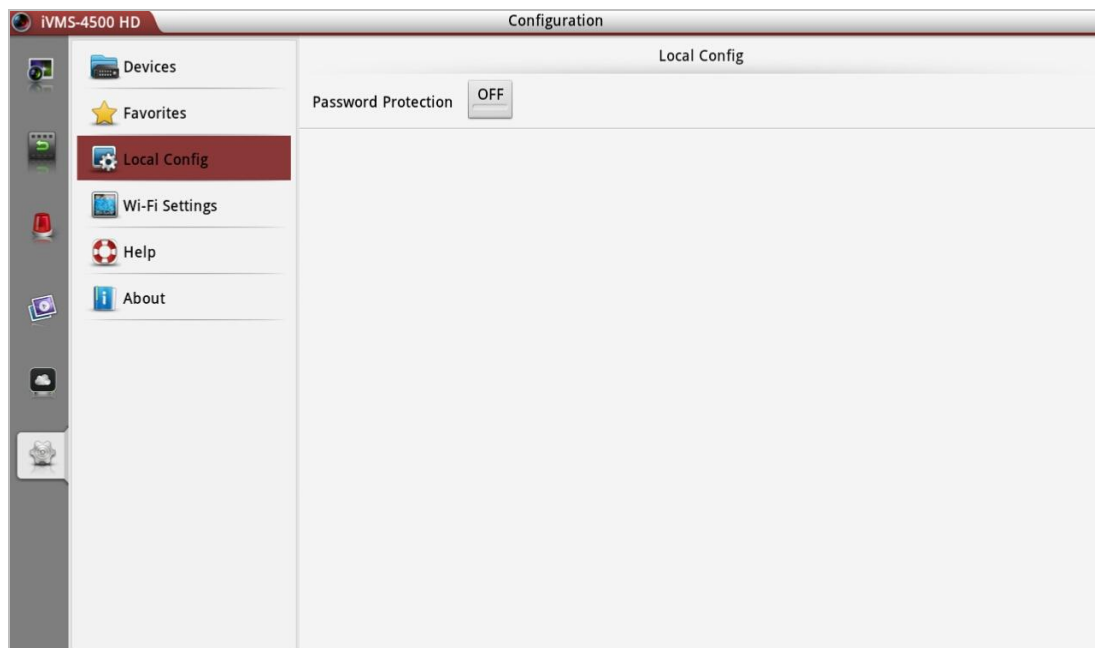 iVMS-4500 HD
Configuration
Devices
Favorites
Local Config
Wi-Fi Settings
Help
About
Local Config
Password Protection OFF